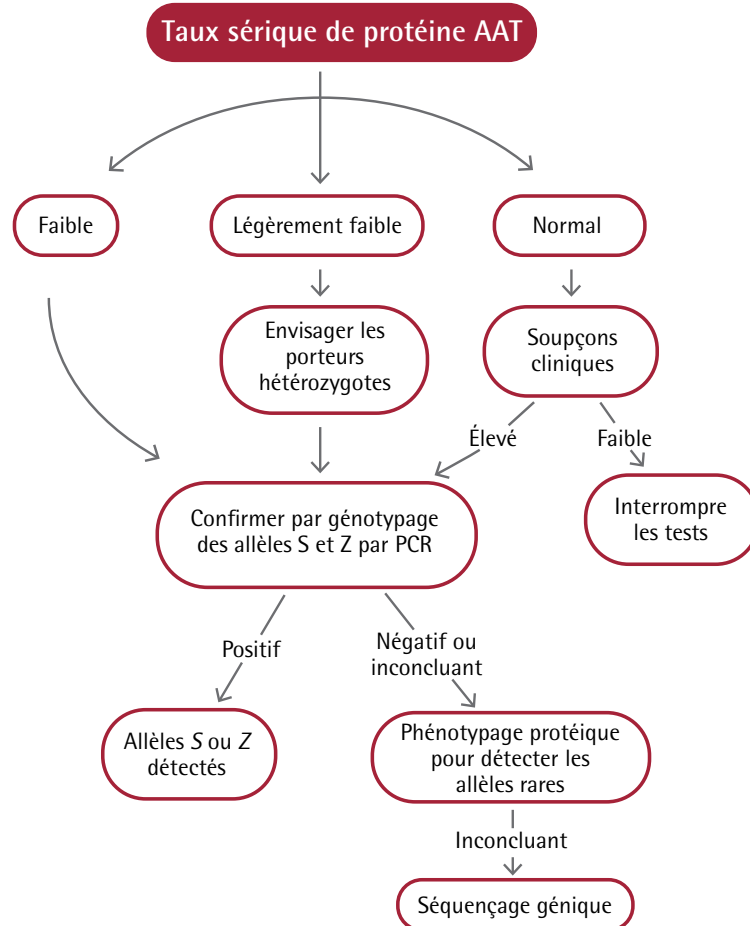 Taux sérique de protéine AAT
Faible
Légèrement faible
Normal
Envisager les
porteurs
hétérozygotes
Soupçons
cliniques
Élevé
Faible
Confirmer par génotypage
des allèles S et Z par PCR
Interrompre
les tests
Positif
Négatif ou
inconcluant
Allèles S ou Z
détectés
Phénotypage protéique
pour détecter les
allèles rares
Inconcluant
Séquençage génique